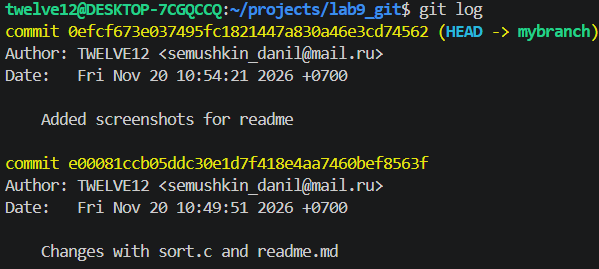 twelve12@DESKTOP-7CGQCCQ:~/projects/lab9_git$ git log
commit 0efcf673e037495fc1821447a830a46e3cd74562 (HEAD -> mybranch)
Author: TWELVE12 <semushkin_danil@mail.ru>
Date:   Fri Nov 20 10:54:21 2026 +0700
Added screenshots for readme
commit e00081ccb05ddc30e1d7f418e4aa7460bef8563f
Author: TWELVE12 <semushkin_danil@mail.ru>
Date:   Fri Nov 20 10:49:51 2026 +0700
Changes with sort.c and readme.md